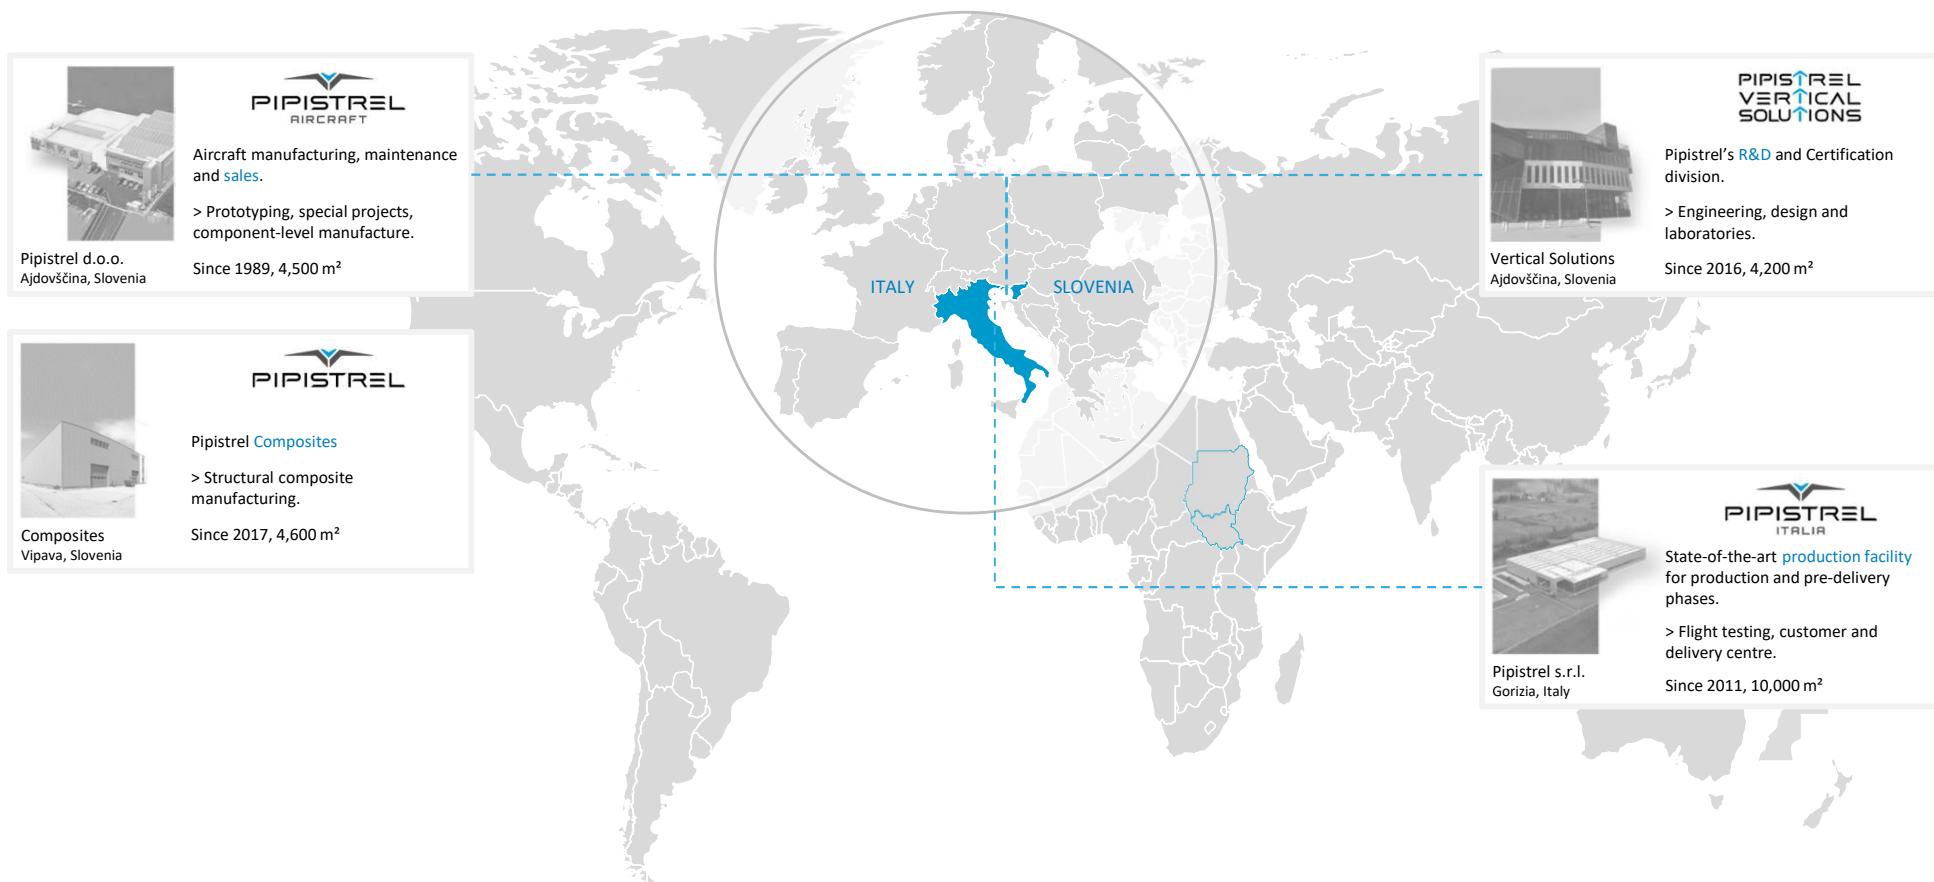 PIPISTREL
AIRCRAFT
Aircraft manufacturing, maintenance
and sales.
> Prototyping, special projects,
component-level manufacture.
Since 1989, 4,500 m²
Pipistrel d.o.o.
Ajdovščina, Slovenia
PIPISTREL
Pipistrel Composites
> Structural composite
manufacturing.
Since 2017, 4,600 m²
Composites
Vipava, Slovenia
ITALY
SLOVENIA
PIPISTREL
VERTICAL
SOLUTIONS
Pipistrel’s R&D and Certification
division.
> Engineering, design and
laboratories.
Since 2016, 4,200 m²
Vertical Solutions
Ajdovščina, Slovenia
PIPISTREL
ITALIA
State-of-the-art production facility
for production and pre-delivery
phases.
> Flight testing, customer and
delivery centre.
Since 2011, 10,000 m²
Pipistrel s.r.l.
Gorizia, Italy